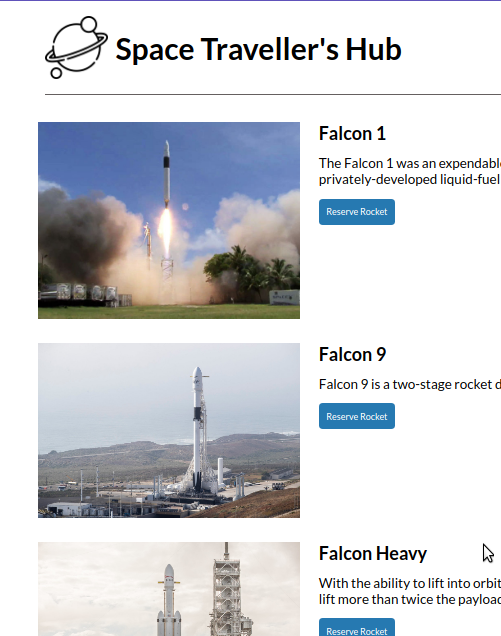 Space Traveller's Hub
Falcon 1
The Falcon 1 was an expendabl
privately-developed liquid-fuel
Reserve Rocket
Falcon 9
Falcon 9 is a two-stage rocket d
Reserve Rocket
Falcon Heavy
With the ability to lift into orbit
lift more than twice the payloa
Reserve Rocket